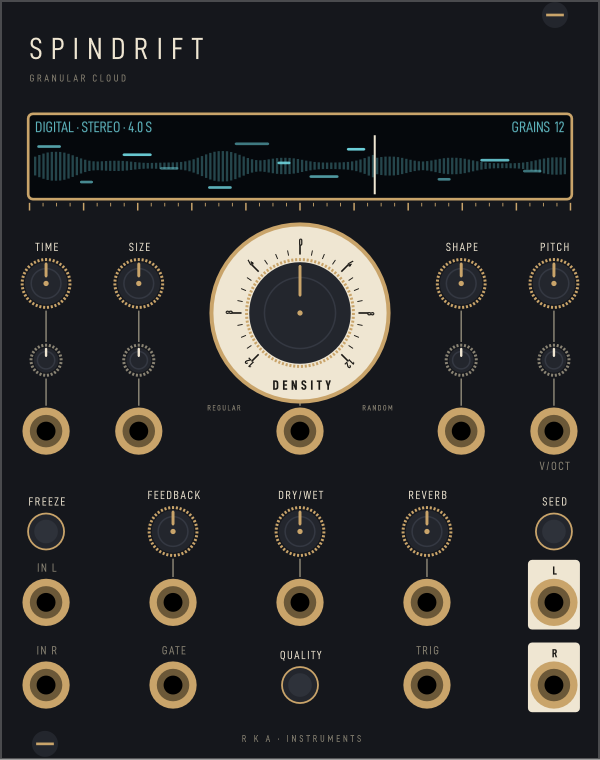 SPINDRIFT
GRANULAR CLOUD
DIGITAL · STEREO · 4.0 S
GRAINS 12
TIME
SIZE
SHAPE
PITCH
0
4
4
8
8
12
12
DENSITY
REGULAR
RANDOM
V/OCT
FREEZE
FEEDBACK
DRY/WET
REVERB
SEED
IN L
L
IN R
GATE
QUALITY
TRIG
R
R K A · INSTRUMENTS